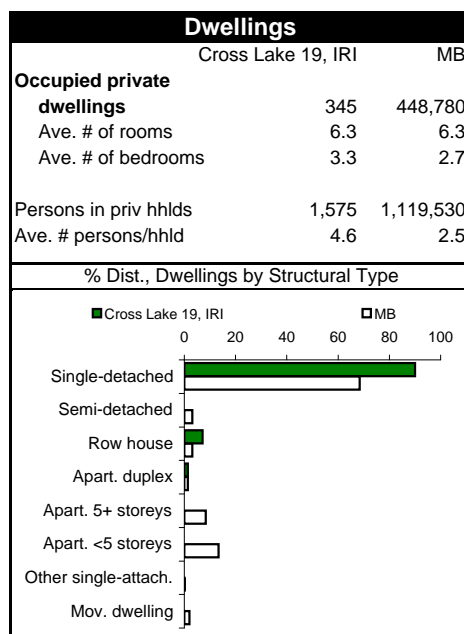 Dwellings
Cross Lake 19, IRI MB
Occupied private
dwellings 345 448,780
Ave. # of rooms 6.3 6.3
Ave. # of bedrooms 3.3 2.7
Persons in priv hhlds 1,575 1,119,530
Ave. # persons/hhld 4.6 2.5
% Dist., Dwellings by Structural Type
Cross Lake 19, IRI MB
0 20 40 60 80 100
Single-detached
Semi-detached
Row house
Apart. duplex
Apart. 5+ storeys
Apart. <5 storeys
Other single-attach.
Mov. dwelling